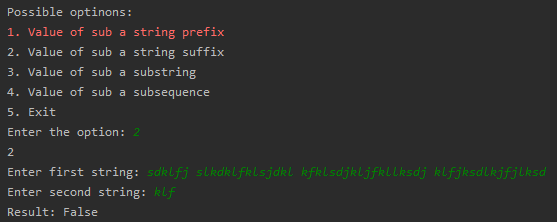 Possible optinons:
1. Value of sub a string prefix
2. Value of sub a string suffix
3. Value of sub a substring
4. Value of sub a subsequence
5. Exit
Enter the option: 2
2
Enter first string: sdklfj slkdklfklsjdkl kfklsdjkljfkllksdj klfjksdlkjfjlksd
Enter second string: klf
Result: False